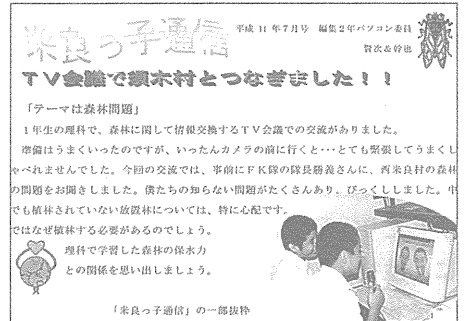 米良っ子通信
平成 11 年7月号 編集2年パソコン委員
賢次&幹也
TV会議で須木村とつなぎました！！
「テーマは森林問題」
1年生の理科で、森林に関して情報交換するTV会議での交流がありました。
準備はうまくいったのですが、いったんカメラの前に行くと・・・とても緊張してうまくし
ゃべれませんでした。今回の交流では、事前にFK隊の隊長勝義さんに、西米良村の森林
の問題をお聞きしました。僕たちの知らない問題がたくさんあり、びっくししました。中
でも植林されていない放置林については、特に心配です。
ではなぜ植林する必要があるのでしょう。
理科で学習した森林の保水力
との関係を思い出しましょう。
「米良っ子通信」の一部抜粋